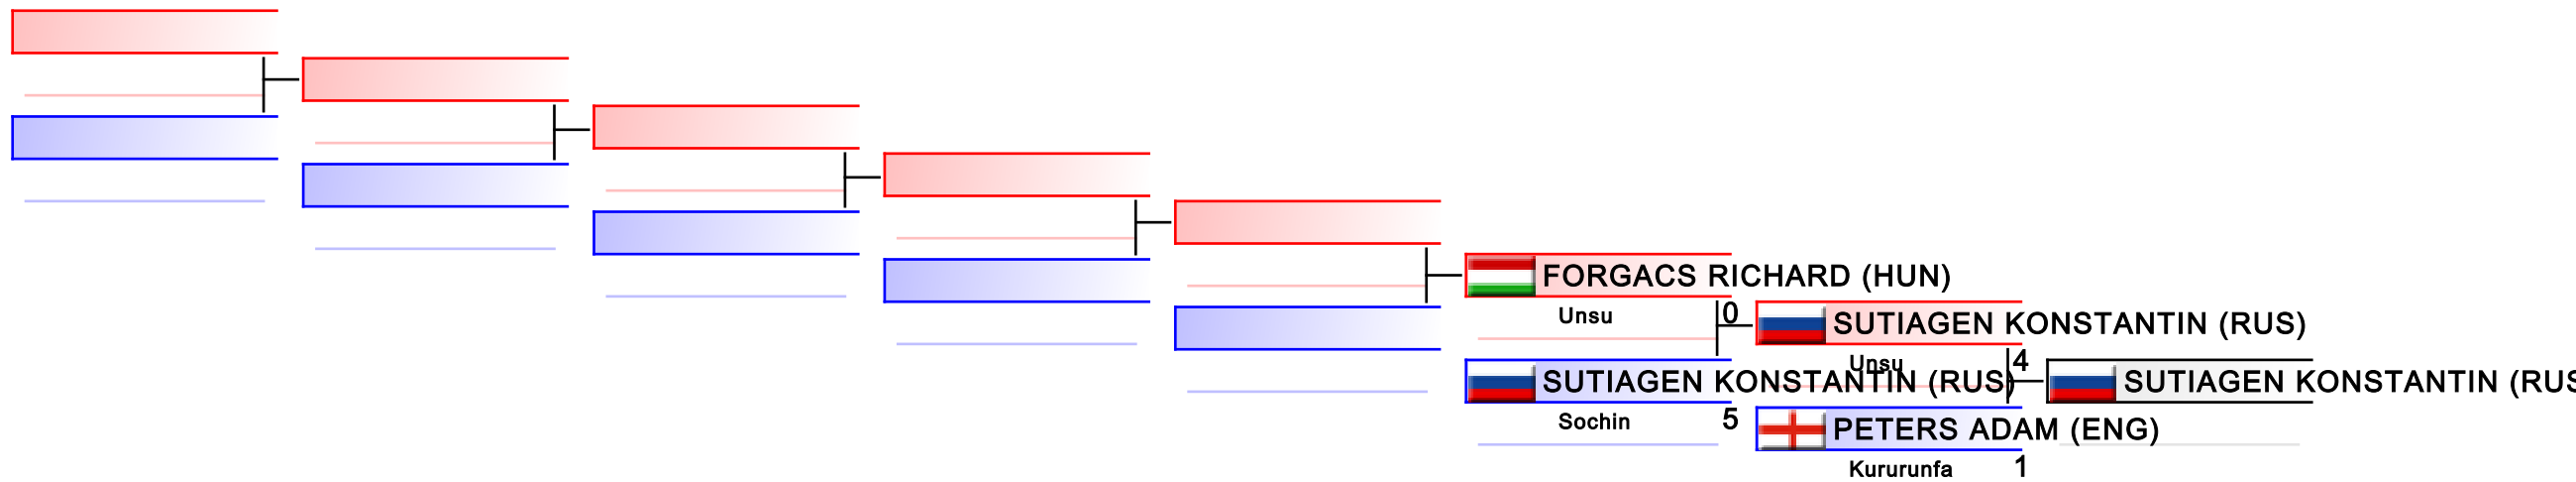 FORGACS RICHARD (HUN)
Unsu
0
SUTIAGEN KONSTANTIN (RUS)
Sochin
5
SUTIAGEN KONSTANTIN (RUS)
Unsu
4
PETERS ADAM (ENG)
Kururunfa
1
SUTIAGEN KONSTANTIN (RUS